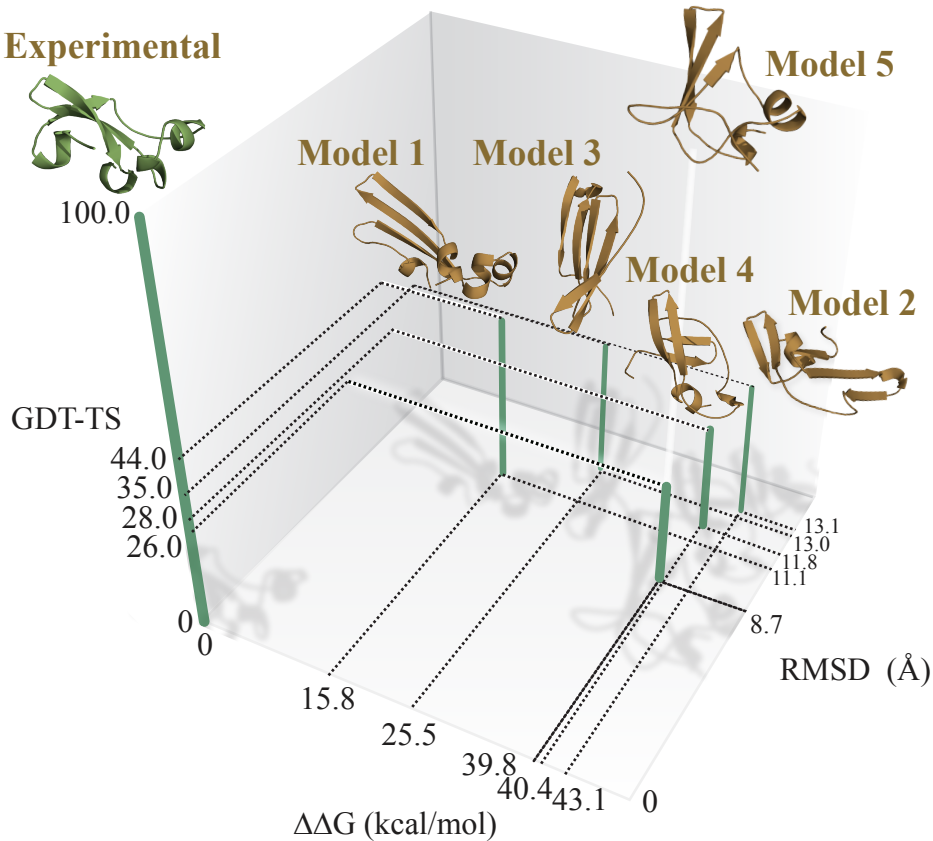 Experimental
Model 5
Model 1
Model 3
100.0
Model 4
Model 2
GDT-TS
44.0
35.0
28.0
26.0
0
0
13.1
13.0
11.8
11.1
8.7
RMSD (Å)
15.8
25.5
39.8
40.4
43.1
0
ΔΔG (kcal/mol)